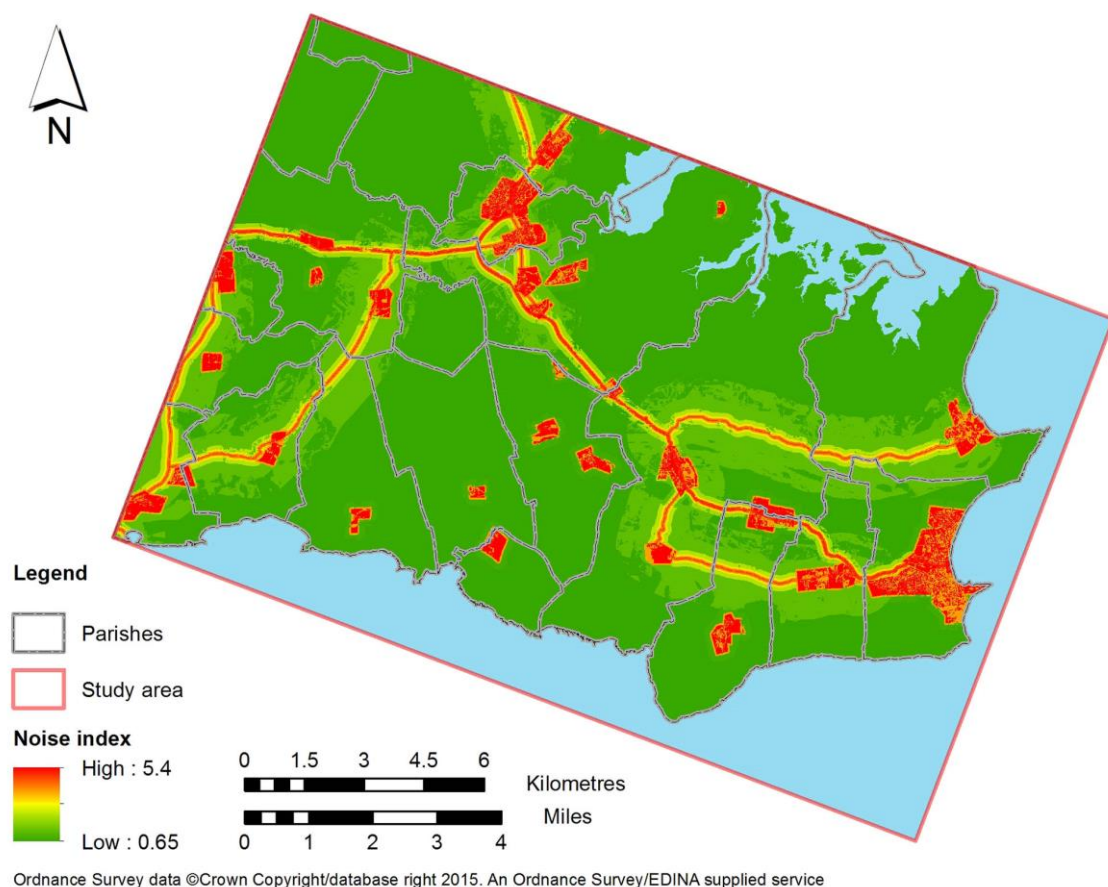 N
Legend
Parishes
Study area
Noise index
High : 5.4
Low : 0.65
0 1.5 3 4.5 6
Kilometres
Miles
0 1 2 3 4
Ordnance Survey data ©Crown Copyright/database right 2015. An Ordnance Survey/EDINA supplied service